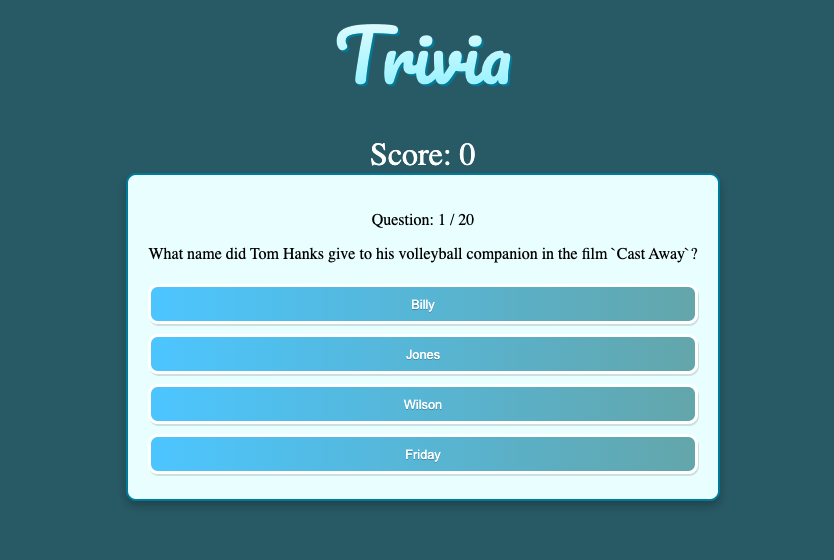 Trivia
Score: 0
Question: 1 / 20
What name did Tom Hanks give to his volleyball companion in the film `Cast Away`?
Billy
Jones
Wilson
Friday